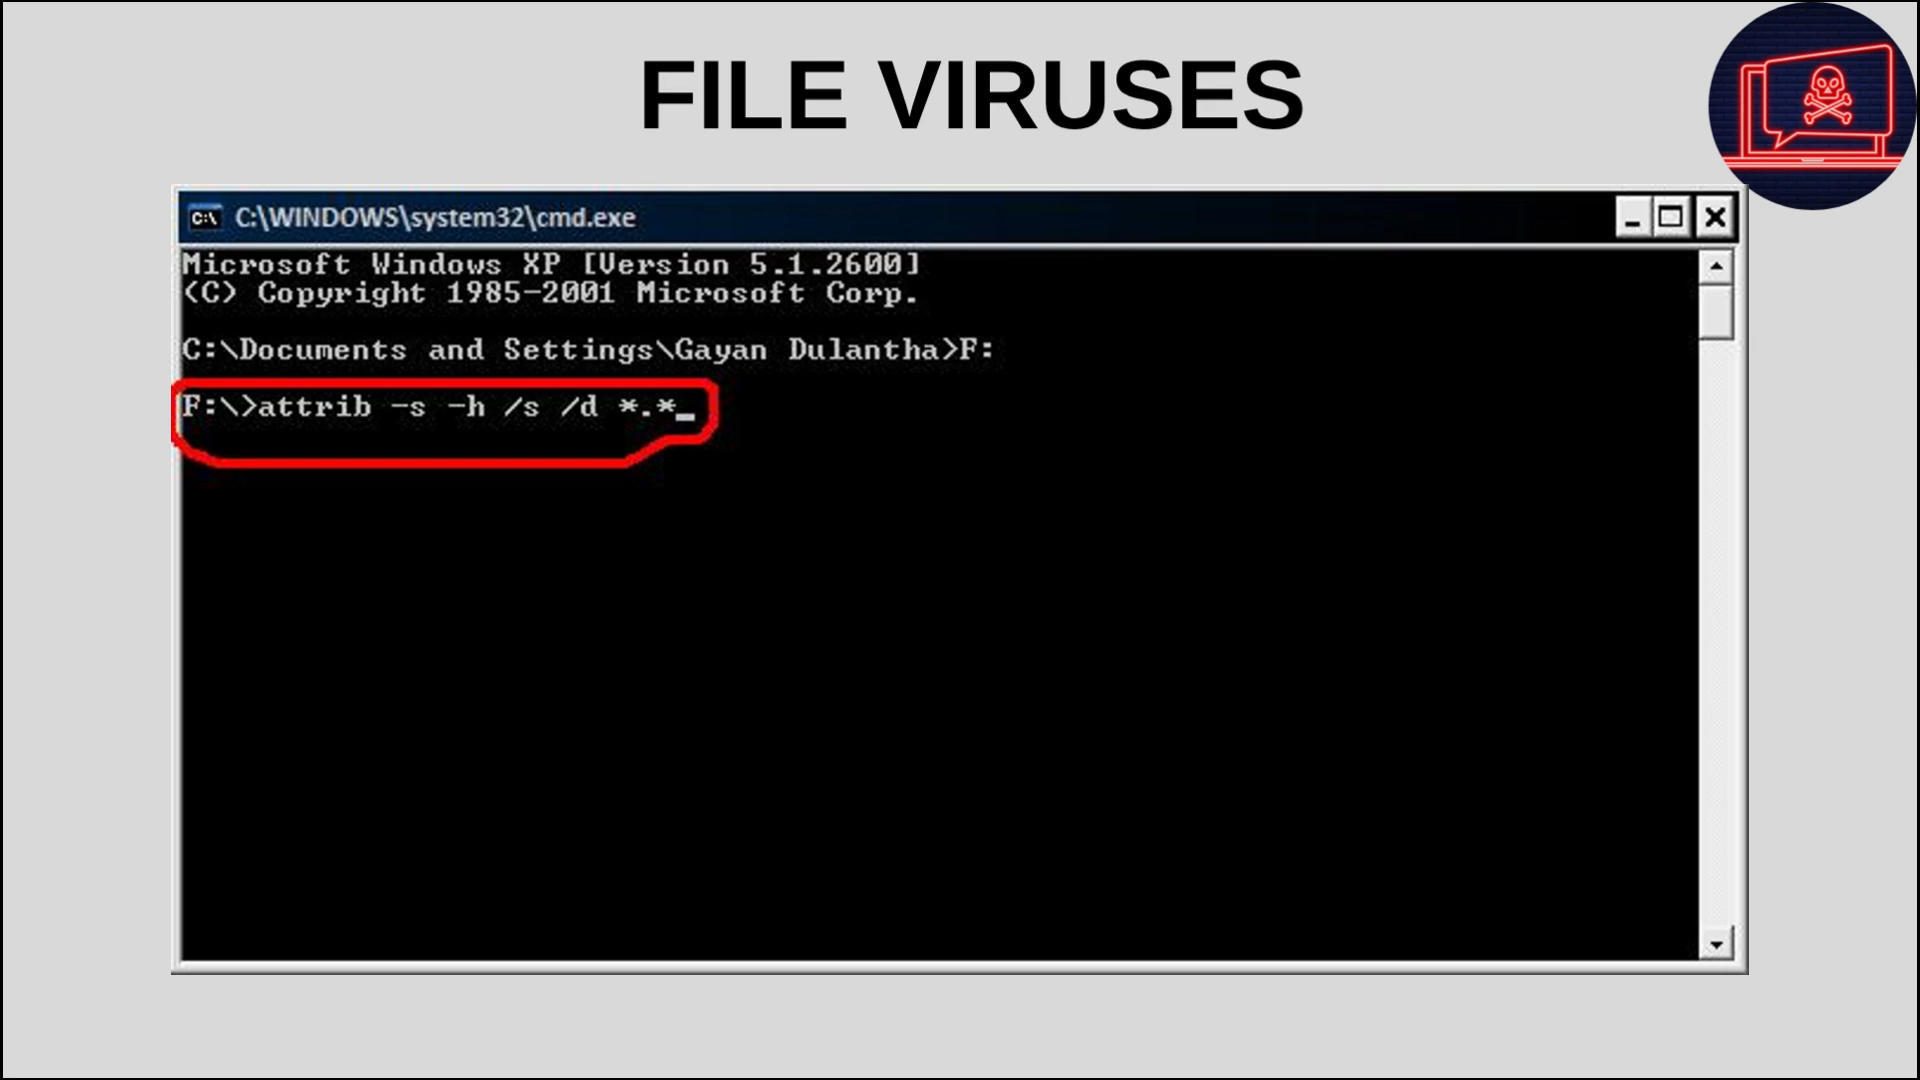 FILE VIRUSES
C:\ C:\WINDOWS\system32\cmd.exe
Microsoft Windows XP [Version 5.1.2600]
(C) Copyright 1985-2001 Microsoft Corp.
C:\Documents and Settings\Gayan Dulantha>F:
F:\>attrib -s -h /s /d *.*_